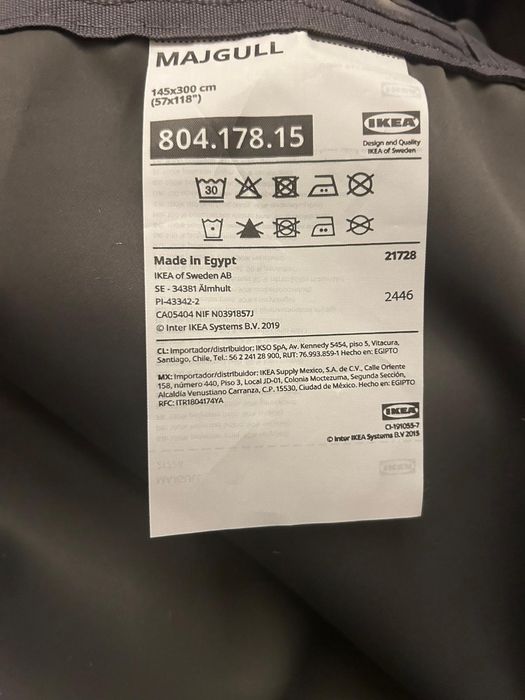 MAJGULL
145x300 cm
(57x118")
804.178.15
IKEA
Design and Quality
IKEA of Sweden
30
Made in Egypt
21728
IKEA of Sweden AB
SE - 34381 Älmhult
PI-43342-2
2446
CA05404 NIF N0391857J
© Inter IKEA Systems B.V. 2019
CL: Importador/distribuidor: IKSO SpA, Av. Kennedy 5454, piso 5, Vitacura,
Santiago, Chile, Tel.: 56 2 241 28 900, RUT: 76.993.859-1 Hecho en: EGIPTO
MX: Importador/distribuidor: IKEA Supply Mexico, S.A. de C.V., Calle Oriente
158, número 440, Piso 3, Local JD-01, Colonia Moctezuma, Segunda Sección,
Alcaldía Venustiano Carranza, C.P. 15530, Ciudad de México. Hecho en: EGIPTO
RFC: ITR1804174YA
IKEA
CI-191055-7
© Inter IKEA Systems B.V 2015